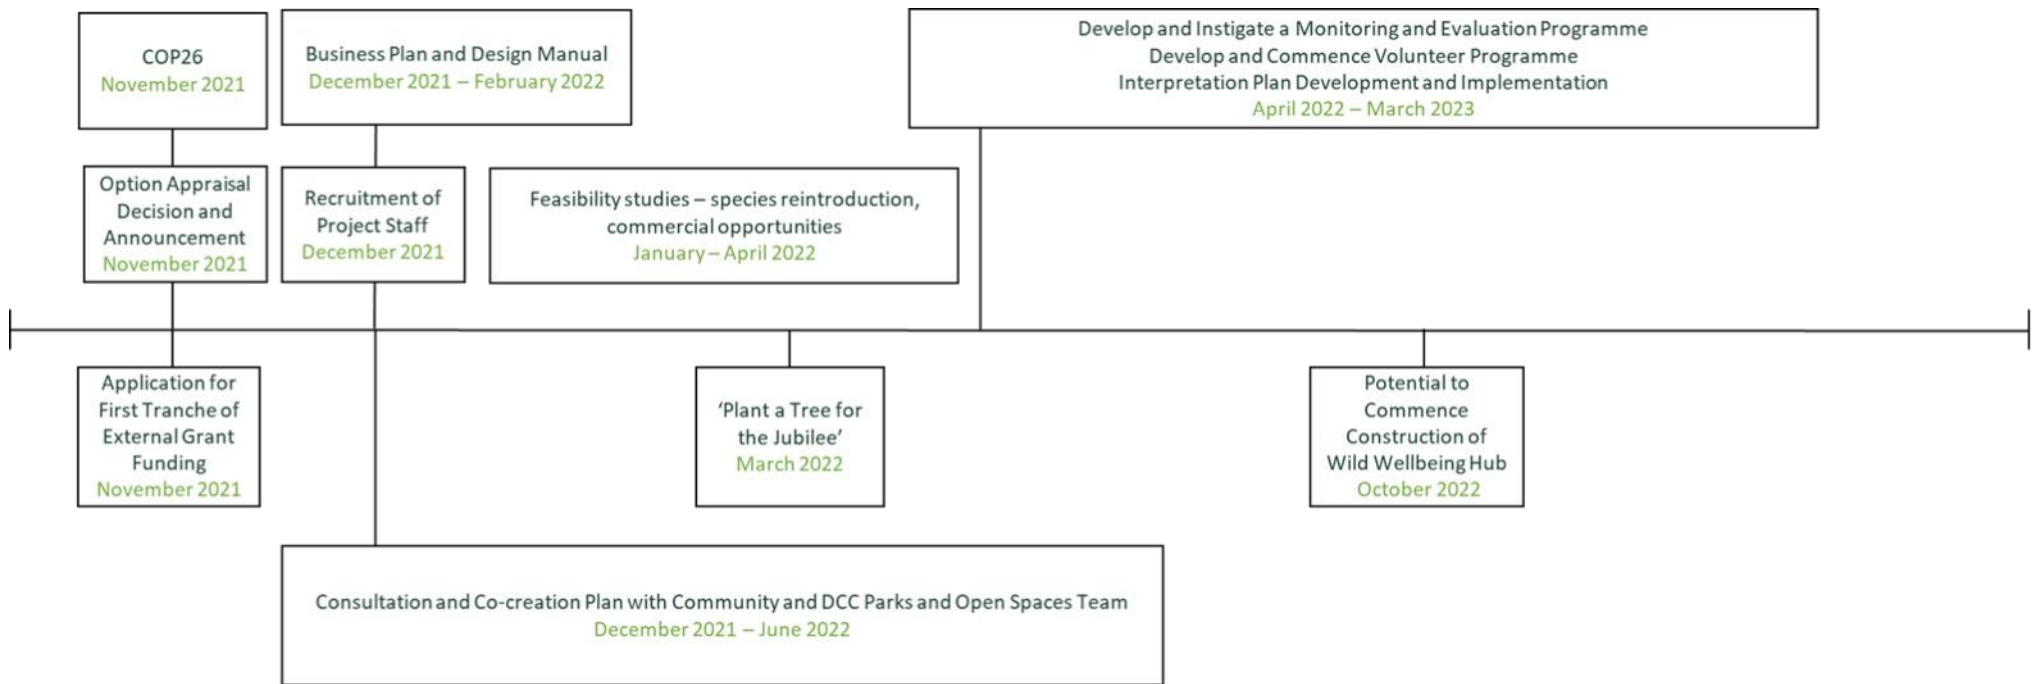 COP26
November 2021
Business Plan and Design Manual
December 2021 – February 2022
Develop and Instigate a Monitoring and Evaluation Programme
Develop and Commence Volunteer Programme
Interpretation Plan Development and Implementation
April 2022 – March 2023
Option Appraisal
Decision and
Announcement
November 2021
Recruitment of
Project Staff
December 2021
Feasibility studies – species reintroduction,
commercial opportunities
January – April 2022
Application for
First Tranche of
External Grant
Funding
November 2021
‘Plant a Tree for
the Jubilee’
March 2022
Potential to
Commence
Construction of
Wild Wellbeing Hub
October 2022
Consultation and Co-creation Plan with Community and DCC Parks and Open Spaces Team
December 2021 – June 2022